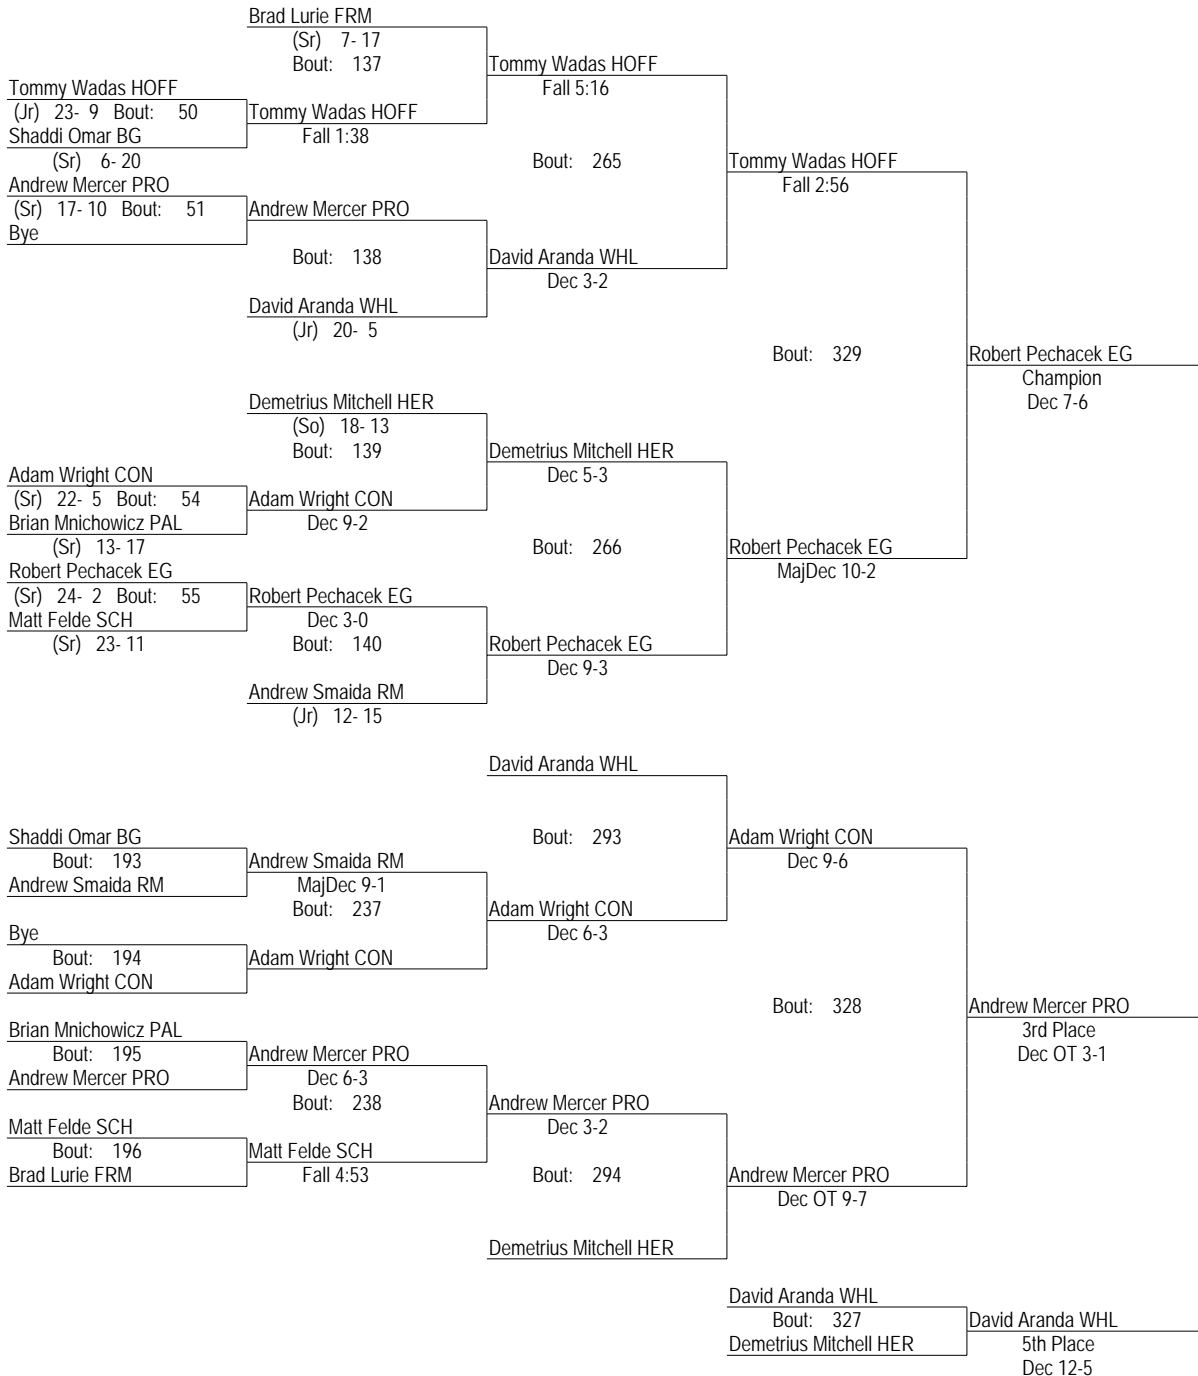 Brad Lurie FRM
(Sr) 7- 17
Bout: 137
Tommy Wadas HOFF
Fall 5:16
Tommy Wadas HOFF
(Jr) 23- 9 Bout: 50
Tommy Wadas HOFF
Fall 1:38
Shaddi Omar BG
(Sr) 6- 20
Bout: 265
Tommy Wadas HOFF
Fall 2:56
Andrew Mercer PRO
(Sr) 17- 10 Bout: 51
Andrew Mercer PRO
Bye
Bout: 138
David Aranda WHL
Dec 3-2
David Aranda WHL
(Jr) 20- 5
Bout: 329
Robert Pechacek EG
Champion
Dec 7-6
Demetrius Mitchell HER
(So) 18- 13
Bout: 139
Demetrius Mitchell HER
Dec 5-3
Adam Wright CON
(Sr) 22- 5 Bout: 54
Adam Wright CON
Dec 9-2
Brian Mnichowicz PAL
(Sr) 13- 17
Bout: 266
Robert Pechacek EG
MajDec 10-2
Robert Pechacek EG
(Sr) 24- 2 Bout: 55
Robert Pechacek EG
Dec 3-0
Matt Felde SCH
(Sr) 23- 11
Bout: 140
Robert Pechacek EG
Dec 9-3
Andrew Smaida RM
(Jr) 12- 15
David Aranda WHL
Bout: 293
Adam Wright CON
Dec 9-6
Shaddi Omar BG
Bout: 193
Andrew Smaida RM
Andrew Smaida RM
MajDec 9-1
Bout: 237
Adam Wright CON
Dec 6-3
Bye
Bout: 194
Adam Wright CON
Adam Wright CON
Bout: 328
Andrew Mercer PRO
3rd Place
Dec OT 3-1
Brian Mnichowicz PAL
Bout: 195
Andrew Mercer PRO
Andrew Mercer PRO
Dec 6-3
Bout: 238
Andrew Mercer PRO
Dec 3-2
Matt Felde SCH
Bout: 196
Brad Lurie FRM
Matt Felde SCH
Fall 4:53
Bout: 294
Andrew Mercer PRO
Dec OT 9-7
Demetrius Mitchell HER
David Aranda WHL
Bout: 327
Demetrius Mitchell HER
David Aranda WHL
5th Place
Dec 12-5